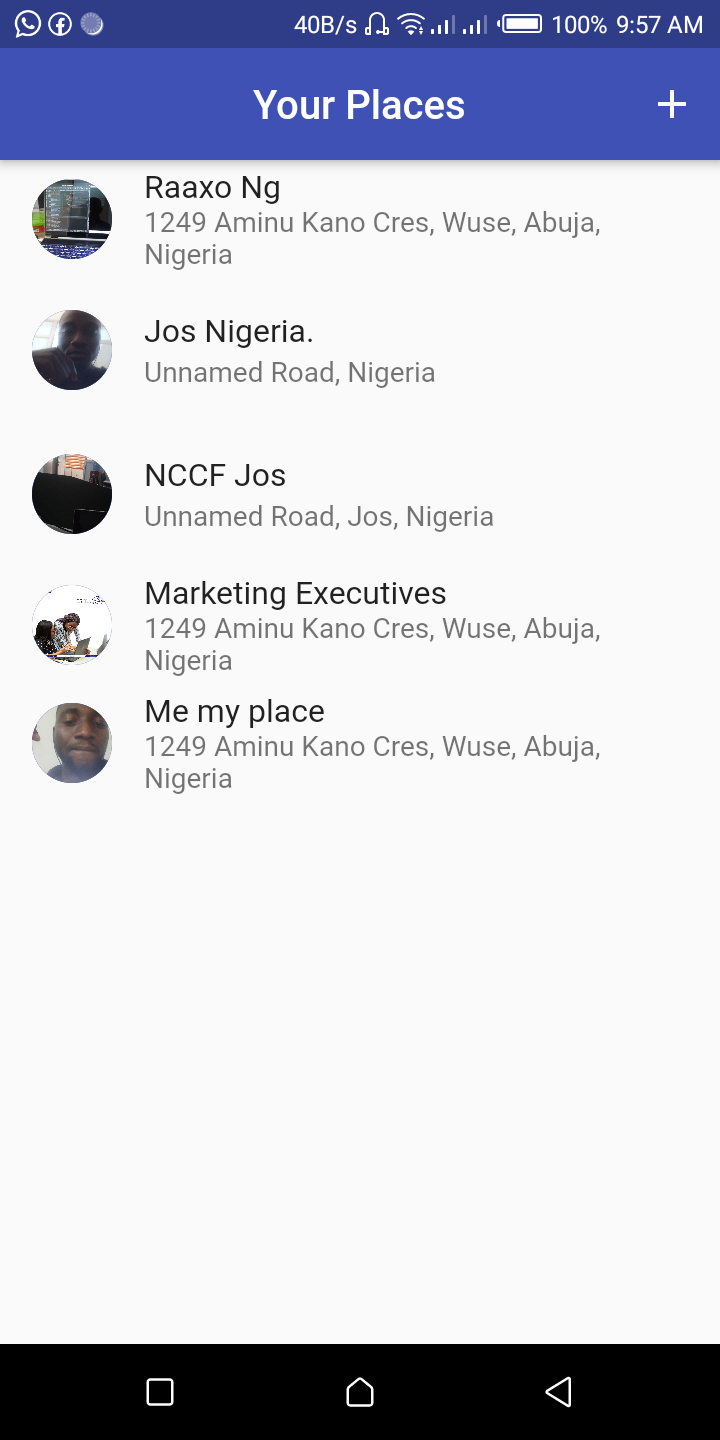 40B/s 100% 9:57 AM
Your Places
Raaxo Ng
1249 Aminu Kano Cres, Wuse, Abuja,
Nigeria
Jos Nigeria.
Unnamed Road, Nigeria
NCCF Jos
Unnamed Road, Jos, Nigeria
Marketing Executives
1249 Aminu Kano Cres, Wuse, Abuja,
Nigeria
Me my place
1249 Aminu Kano Cres, Wuse, Abuja,
Nigeria